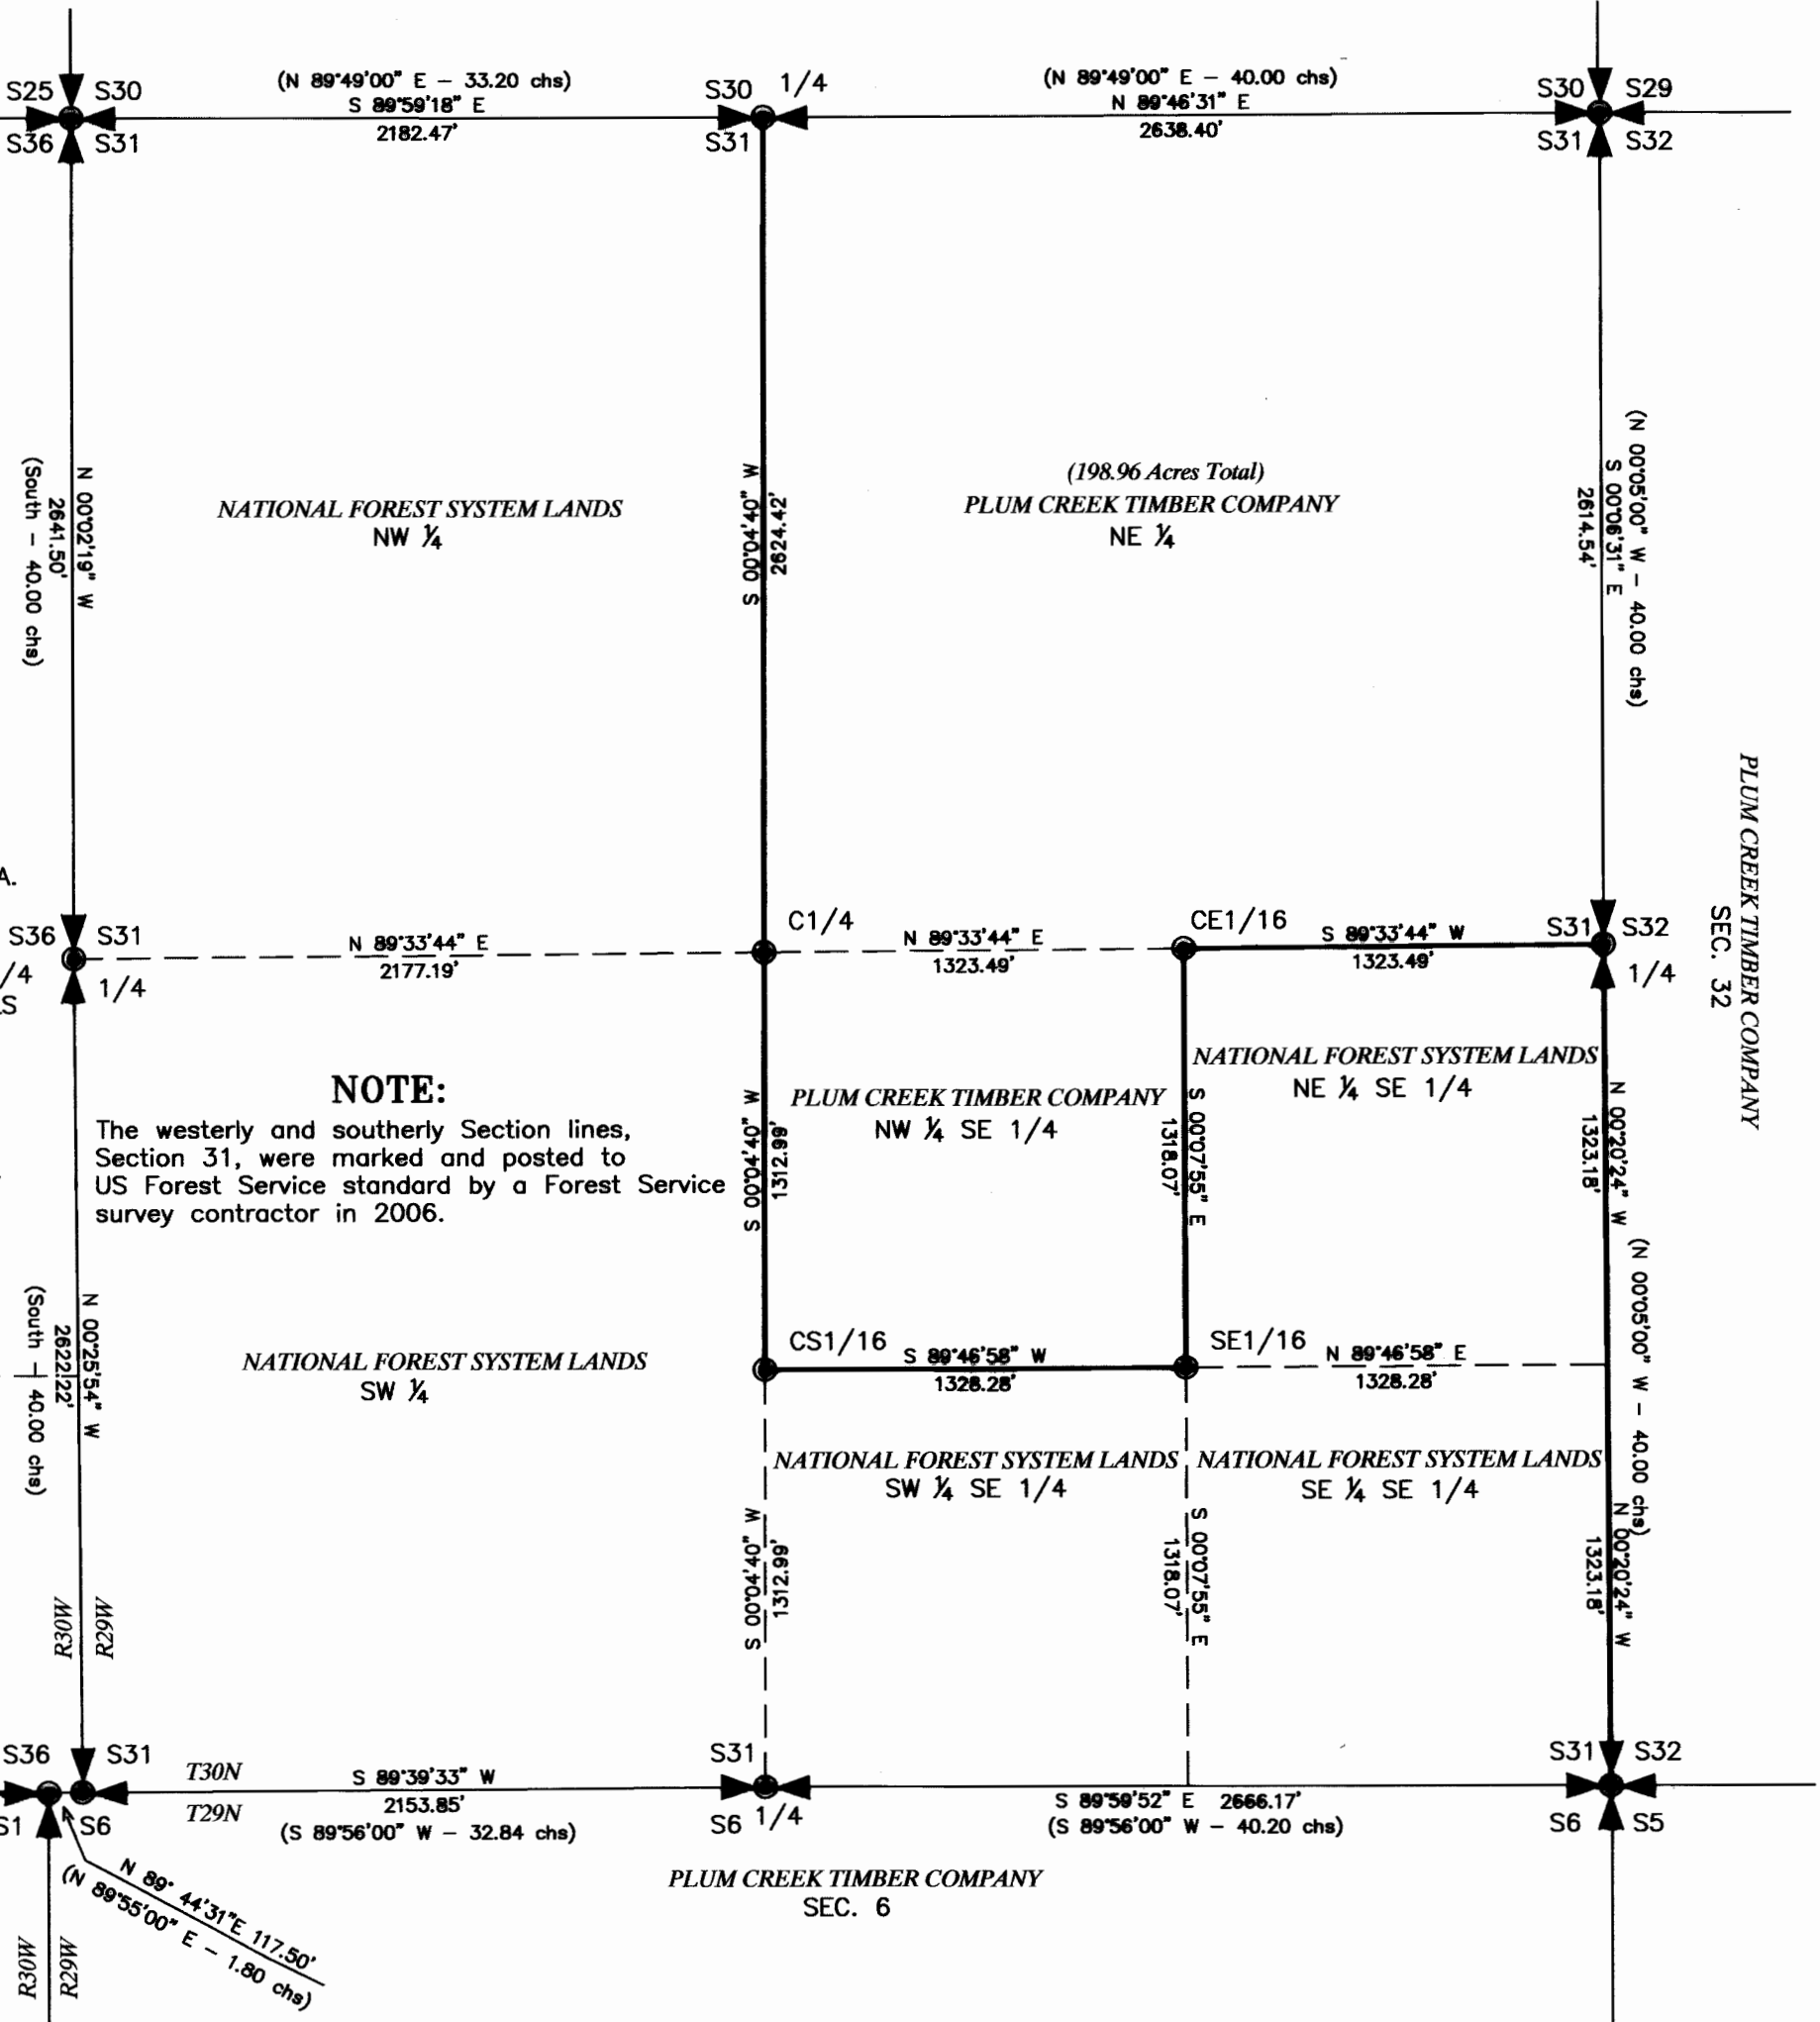 (N 89°49'00" E – 33.20 chs)
S 89°59'18" E
2182.47'
(N 89°49'00" E – 40.00 chs)
N 89°46'31" E
2638.40'
S25 S30
S36 S31
S30 1/4
S31
S30 S29
S31 S32
N 00°02'19" W
2641.50'
(South – 40.00 chs)
NATIONAL FOREST SYSTEM LANDS
NW ¼
S 00°04'40" W
2624.42'
(198.96 Acres Total)
PLUM CREEK TIMBER COMPANY
NE ¼
(N 00°05'00" W – 40.00 chs)
S 00°06'31" E
2614.54'
PLUM CREEK TIMBER COMPANY
SEC. 32
A.
S36 S31
/4 1/4
N 89°33'44" E
2177.19'
C1/4
N 89°33'44" E
1323.49'
CE1/16
S 89°33'44" W
1323.49'
S31 S32
1/4
NOTE:
The westerly and southerly Section lines,
Section 31, were marked and posted to
US Forest Service standard by a Forest Service
survey contractor in 2006.
S 00°04'40" W
1312.99'
PLUM CREEK TIMBER COMPANY
NW ¼ SE 1/4
S 00°07'55" E
1318.07'
NATIONAL FOREST SYSTEM LANDS
NE ¼ SE 1/4
N 00°20'24" W
1323.18'
(N 00°05'00" W – 40.00 chs)
N 00°25'54" W
2622.22'
(South – 40.00 chs)
NATIONAL FOREST SYSTEM LANDS
SW ¼
CS1/16
S 89°46'58" W
1328.28'
SE1/16
N 89°46'58" E
1328.28'
NATIONAL FOREST SYSTEM LANDS
SW ¼ SE 1/4
NATIONAL FOREST SYSTEM LANDS
SE ¼ SE 1/4
S 00°04'40" W
1312.99'
S 00°07'55" E
1318.07'
N 00°20'24" W
1323.18'
R29W
R30W
S36 S31
S1 S6
T30N
T29N
S 89°39'33" W
2153.85'
(S 89°56'00" W – 32.84 chs)
S31
S6 1/4
S 89°59'52" E 2666.17'
(S 89°56'00" W – 40.20 chs)
S31 S32
S6 S5
PLUM CREEK TIMBER COMPANY
SEC. 6
N 89° 44'31"E 117.50'
(N 89°55'00" E – 1.80 chs)
R29W
R30W